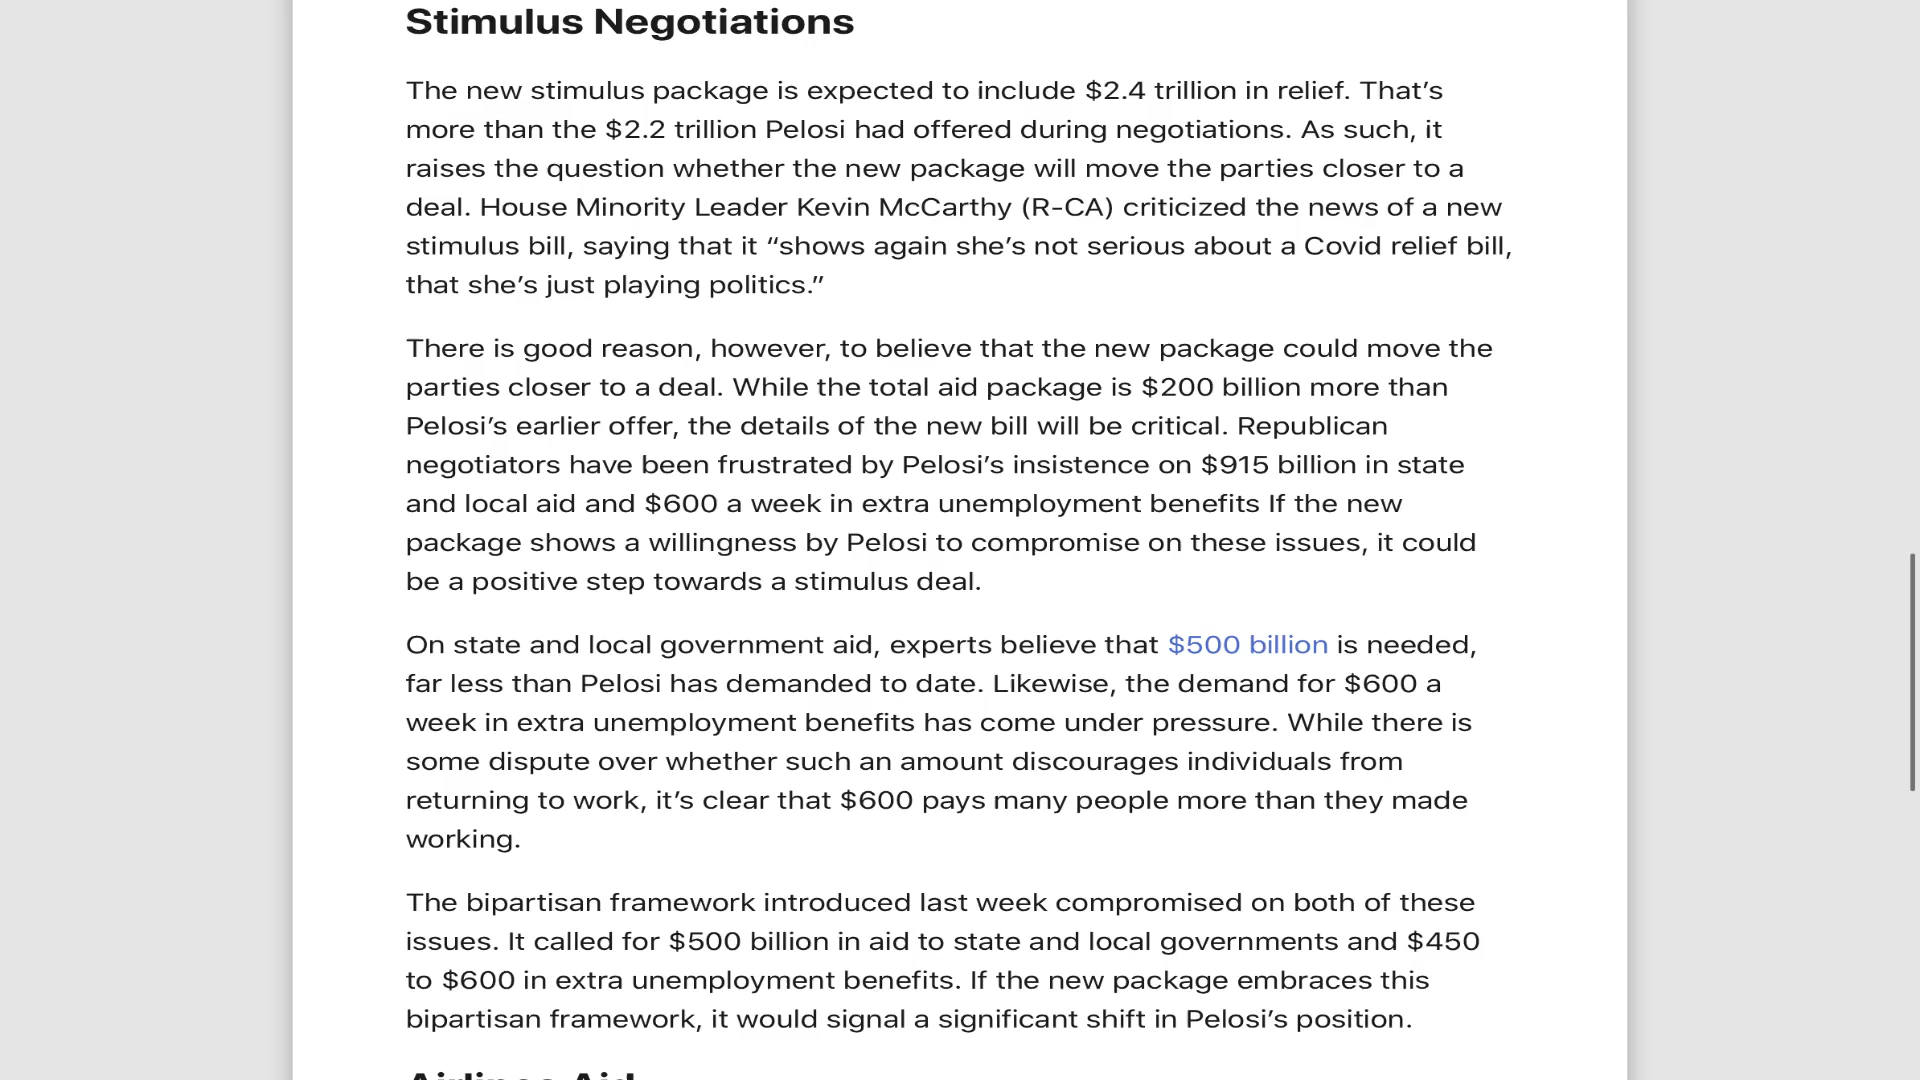 Stimulus Negotiations
The new stimulus package is expected to include $2.4 trillion in relief. That’s
more than the $2.2 trillion Pelosi had offered during negotiations. As such, it
raises the question whether the new package will move the parties closer to a
deal. House Minority Leader Kevin McCarthy (R-CA) criticized the news of a new
stimulus bill, saying that it “shows again she’s not serious about a Covid relief bill,
that she’s just playing politics.”
There is good reason, however, to believe that the new package could move the
parties closer to a deal. While the total aid package is $200 billion more than
Pelosi’s earlier offer, the details of the new bill will be critical. Republican
negotiators have been frustrated by Pelosi’s insistence on $915 billion in state
and local aid and $600 a week in extra unemployment benefits If the new
package shows a willingness by Pelosi to compromise on these issues, it could
be a positive step towards a stimulus deal.
On state and local government aid, experts believe that $500 billion is needed,
far less than Pelosi has demanded to date. Likewise, the demand for $600 a
week in extra unemployment benefits has come under pressure. While there is
some dispute over whether such an amount discourages individuals from
returning to work, it’s clear that $600 pays many people more than they made
working.
The bipartisan framework introduced last week compromised on both of these
issues. It called for $500 billion in aid to state and local governments and $450
to $600 in extra unemployment benefits. If the new package embraces this
bipartisan framework, it would signal a significant shift in Pelosi’s position.
Airlines Aid